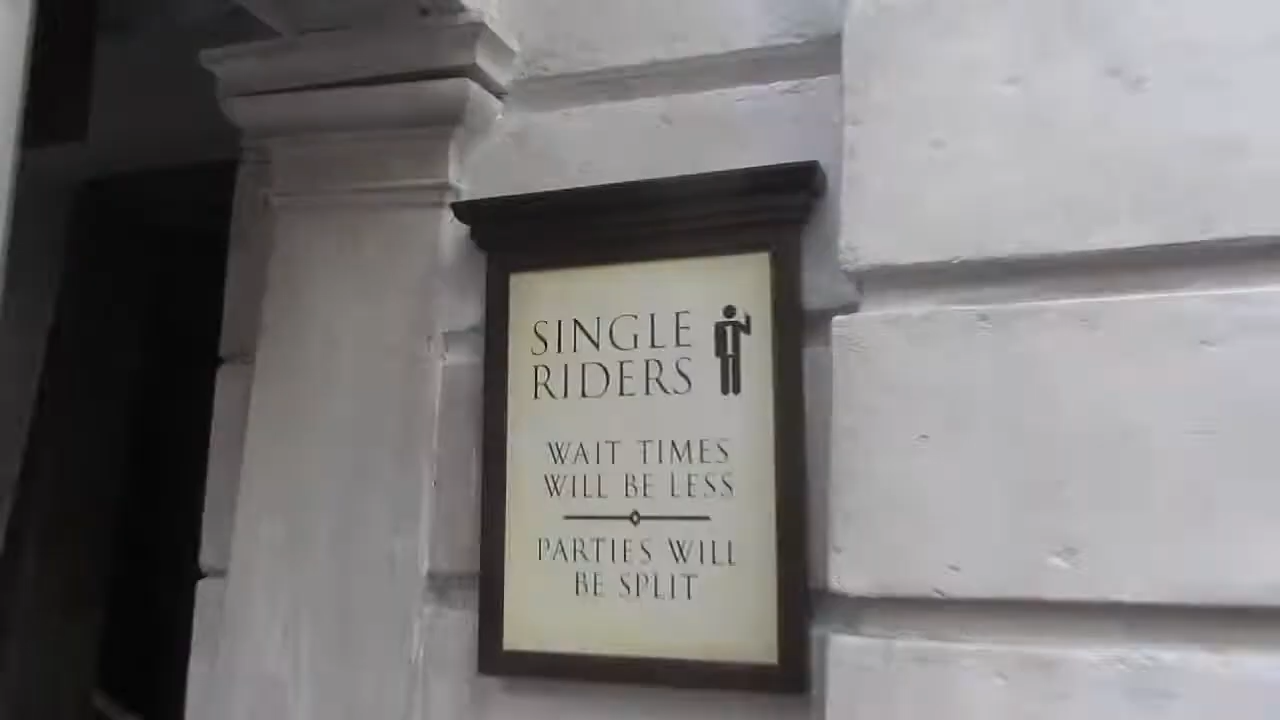 SINGLE
RIDERS
WAIT TIMES
WILL BE LESS
PARTIES WILL
BE SPLIT